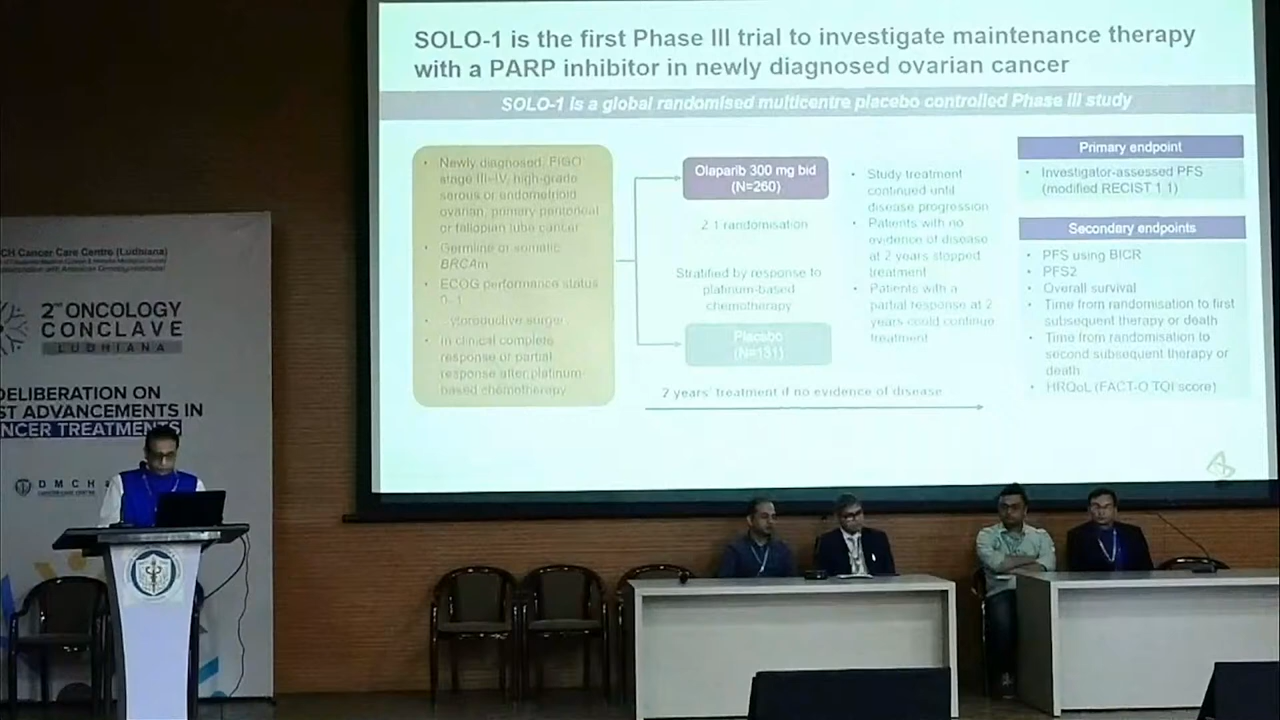 SOLO-1 is the first Phase III trial to investigate maintenance therapy
with a PARP inhibitor in newly diagnosed ovarian cancer
SOLO-1 is a global randomised multicentre placebo controlled Phase III study
• Newly diagnosed, FIGO
stage III–IV, high-grade
serous or endometrioid
ovarian, primary peritoneal
or fallopian tube cancer
• Germline or somatic
BRCAm
• ECOG performance status
0–1
• In clinical complete
response or partial
response after platinum-
based chemotherapy
Olaparib 300 mg bid
(N=260)
2:1 randomisation
Stratified by response to
platinum-based
chemotherapy
Placebo
(N=131)
• Study treatment
continued until
disease progression
• Patients with no
evidence of disease
at 2 years stopped
treatment
• Patients with a
partial response at 2
years could continue
treatment
2 years' treatment if no evidence of disease
Primary endpoint
• Investigator-assessed PFS
(modified RECIST 1.1)
Secondary endpoints
• PFS using BICR
• PFS2
• Overall survival
• Time from randomisation to first
subsequent therapy or death
• Time from randomisation to
second subsequent therapy or
death
• HRQoL (FACT-O TOI score)
CH Cancer Care Centre (Ludhiana)
2nd ONCOLOGY
CONCLAVE
LUDHIANA
DELIBERATION ON
ST ADVANCEMENTS IN
NCER TREATMENTS
DMCH